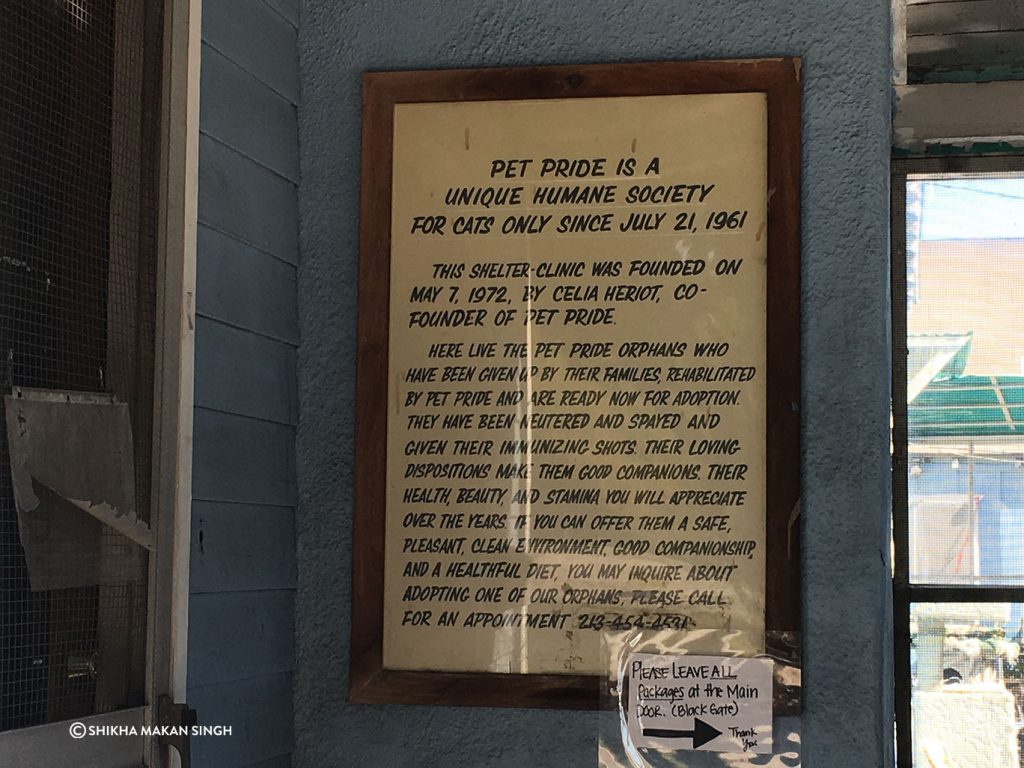 PET PRIDE IS A
UNIQUE HUMANE SOCIETY
FOR CATS ONLY SINCE JULY 21, 1961
THIS SHELTER-CLINIC WAS FOUNDED ON
MAY 7, 1972, BY CELIA HERIOT, CO-
FOUNDER OF PET PRIDE.
HERE LIVE THE PET PRIDE ORPHANS WHO
HAVE BEEN GIVEN UP BY THEIR FAMILIES, REHABILITATED
BY PET PRIDE AND ARE READY NOW FOR ADOPTION.
THEY HAVE BEEN NEUTERED AND SPAYED AND
GIVEN THEIR IMMUNIZING SHOTS. THEIR LOVING
DISPOSITIONS MAKE THEM GOOD COMPANIONS. THEIR
HEALTH, BEAUTY, AND STAMINA YOU WILL APPRECIATE
OVER THE YEARS. IF YOU CAN OFFER THEM A SAFE,
PLEASANT, CLEAN ENVIRONMENT, GOOD COMPANIONSHIP,
AND A HEALTHFUL DIET, YOU MAY INQUIRE ABOUT
ADOPTING ONE OF OUR ORPHANS. PLEASE CALL
FOR AN APPOINTMENT
PLEASE LEAVE ALL
Packages at the Main
DOOR. (Black Gate)
Thank
You
©SHIKHA MAKAN SINGH